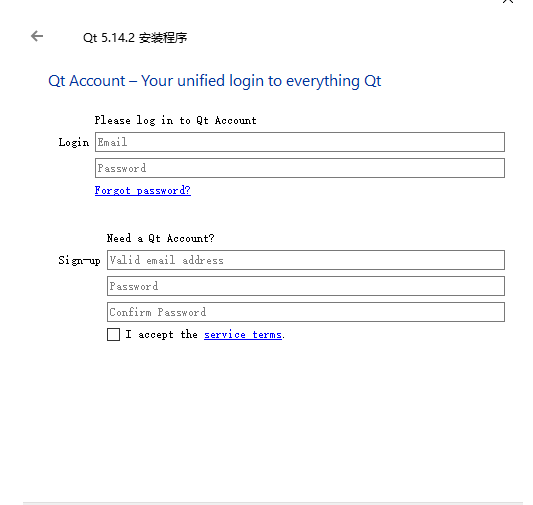 Qt 5.14.2 安装程序
Qt Account – Your unified login to everything Qt
Please log in to Qt Account
Login Email
Password
Forgot password?
Need a Qt Account?
Sign-up Valid email address
Password
Confirm Password
I accept the service terms.